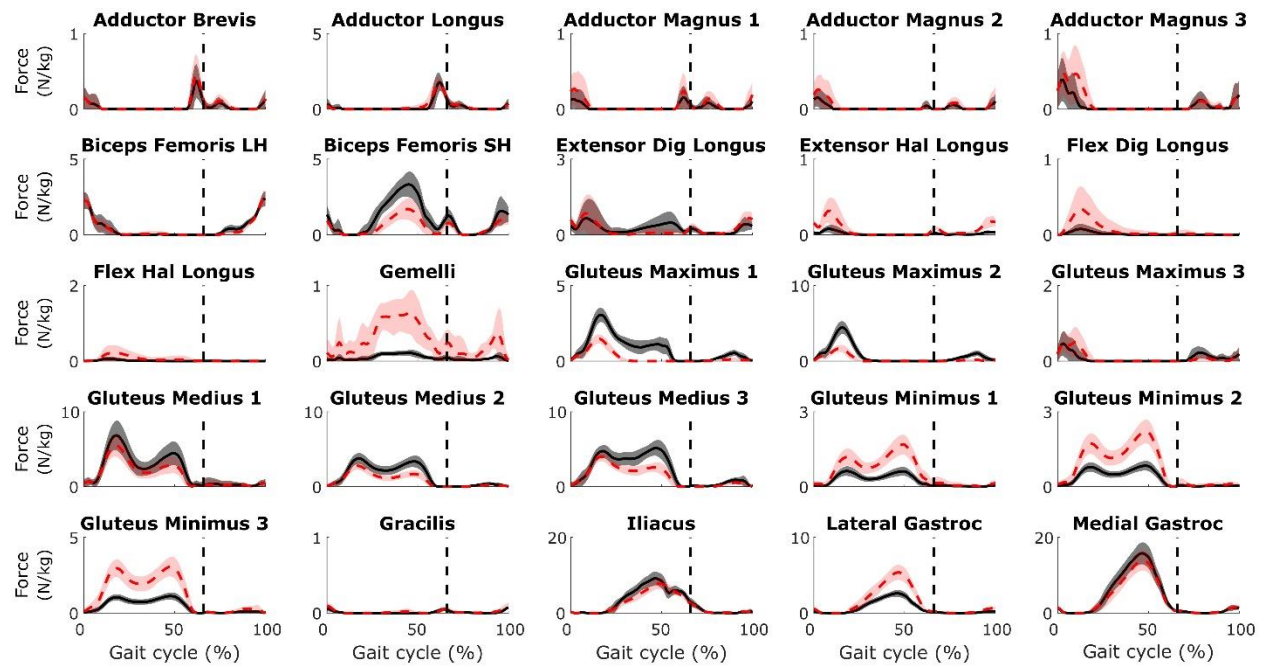 Adductor Brevis Adductor Longus Adductor Magnus 1 Adductor Magnus 2 Adductor Magnus 3
Force
(N/kg)
1 5 1 1 1
0 0 0 0 0
Biceps Femoris LH Biceps Femoris SH Extensor Dig Longus Extensor Hal Longus Flex Dig Longus
Force
(N/kg)
5 5 3 1 1
0 0 0 0 0
Flex Hal Longus Gemelli Gluteus Maximus 1 Gluteus Maximus 2 Gluteus Maximus 3
Force
(N/kg)
2 1 5 10 2
0 0 0 0 0
Gluteus Medius 1 Gluteus Medius 2 Gluteus Medius 3 Gluteus Minimus 1 Gluteus Minimus 2
Force
(N/kg)
10 10 10 3 3
0 0 0 0 0
Gluteus Minimus 3 Gracilis Iliacus Lateral Gastroc Medial Gastroc
Force
(N/kg)
5 1 20 10 20
0 0 0 0 0
0 50 100 0 50 100 0 50 100 0 50 100 0 50 100
Gait cycle (%) Gait cycle (%) Gait cycle (%) Gait cycle (%) Gait cycle (%)